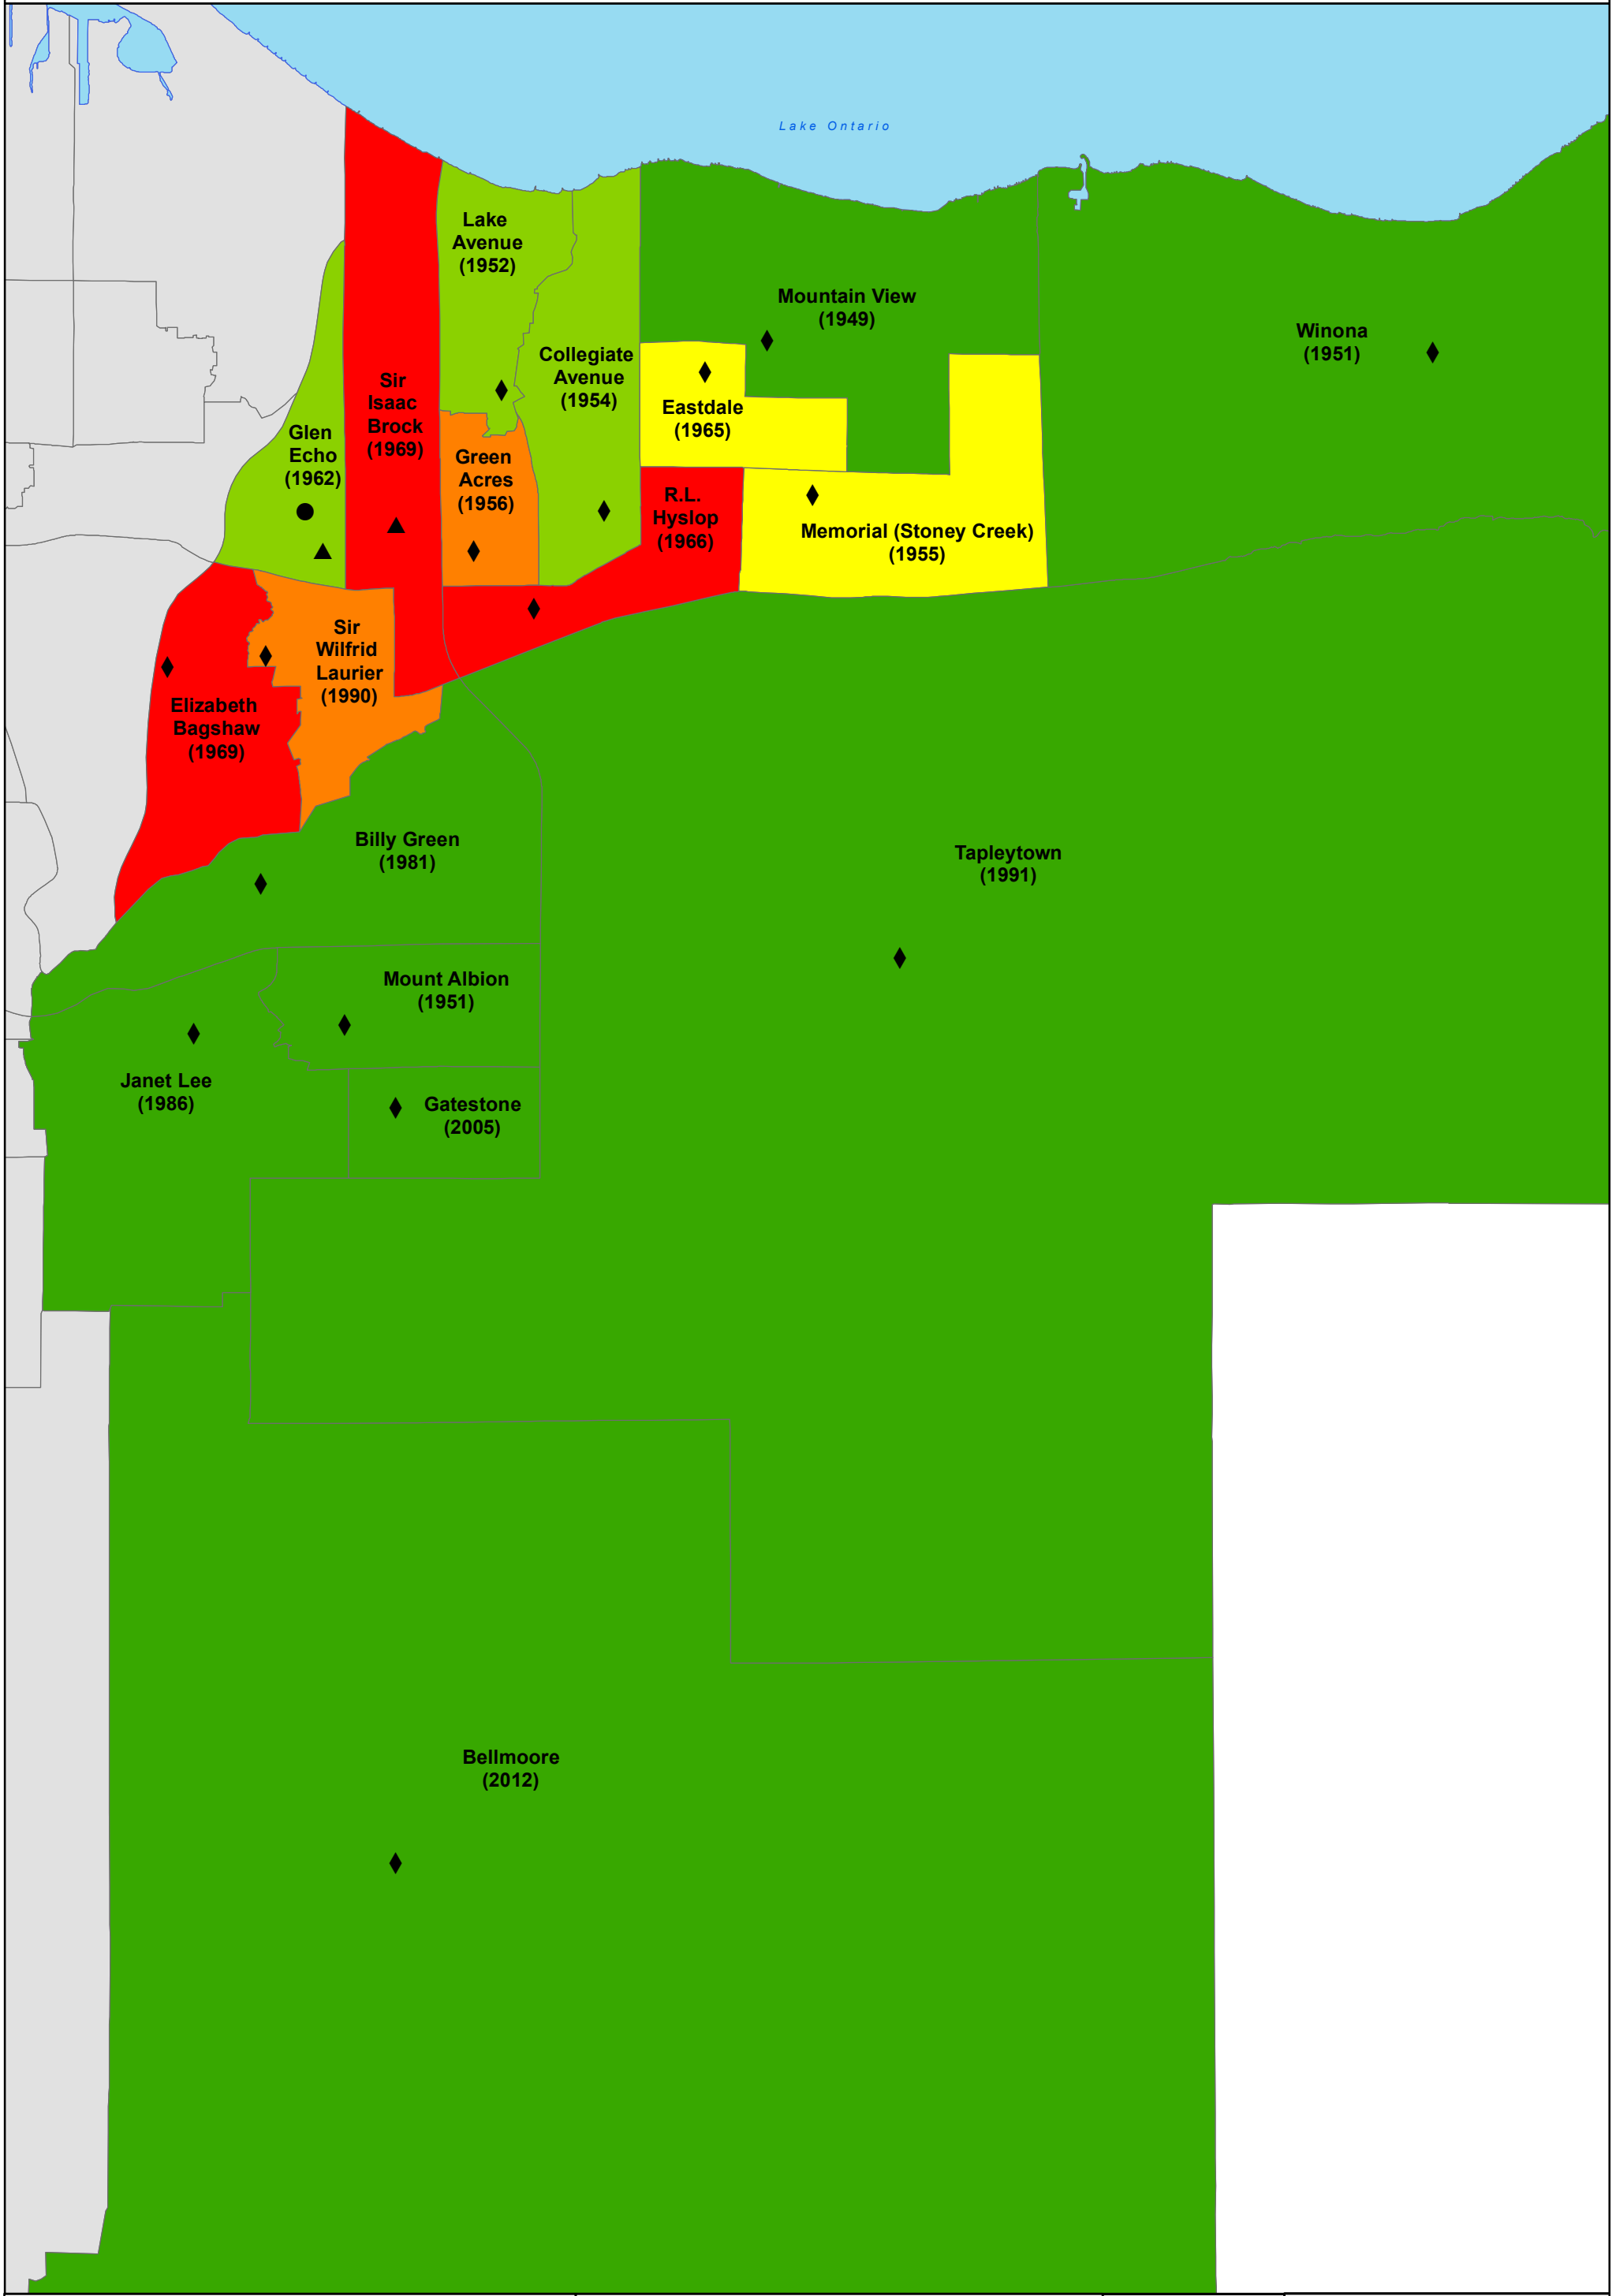 Lake Ontario
Lake
Avenue
(1952)
Mountain View
(1949)
Winona
(1951)
Collegiate
Avenue
(1954)
Sir
Isaac
Brock
(1969)
Eastdale
(1965)
Glen
Echo
(1962)
Green
Acres
(1956)
R.L.
Hyslop
(1966)
Memorial (Stoney Creek)
(1955)
Sir
Wilfrid
Laurier
(1990)
Elizabeth
Bagshaw
(1969)
Billy Green
(1981)
Tapleytown
(1991)
Mount Albion
(1951)
Janet Lee
(1986)
Gatestone
(2005)
Bellmoore
(2012)